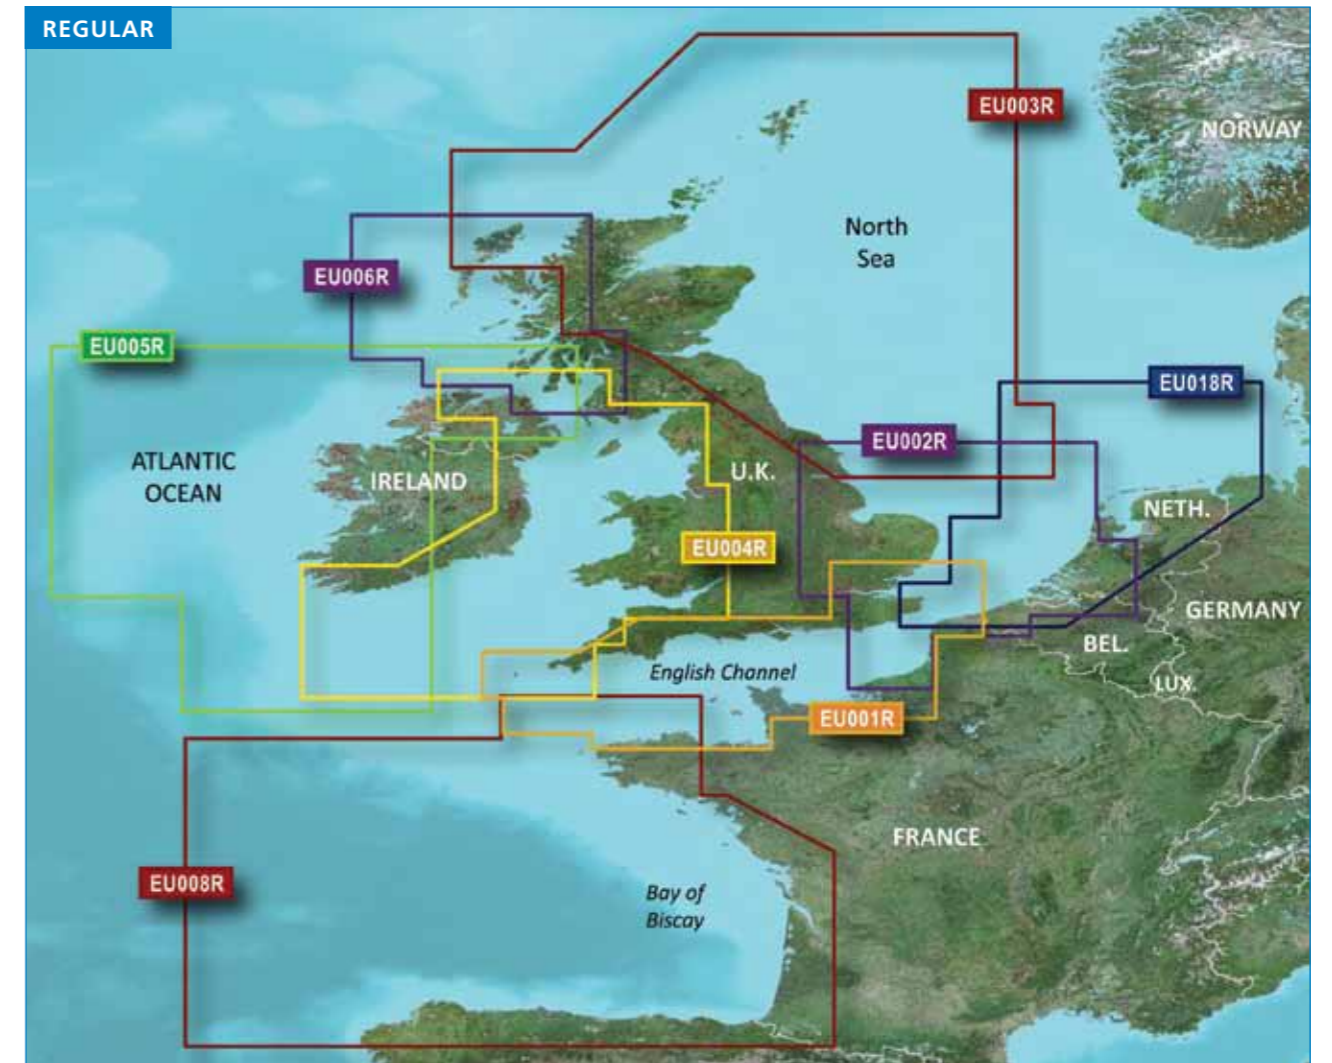 REGULAR
EU003R
NORWAY
North
Sea
EU006R
EU005R
EU018R
EU002R
ATLANTIC
OCEAN
IRELAND
U.K.
NETH.
EU004R
GERMANY
BEL.
English Channel
LUX.
EU001R
FRANCE
EU008R
Bay of
Biscay